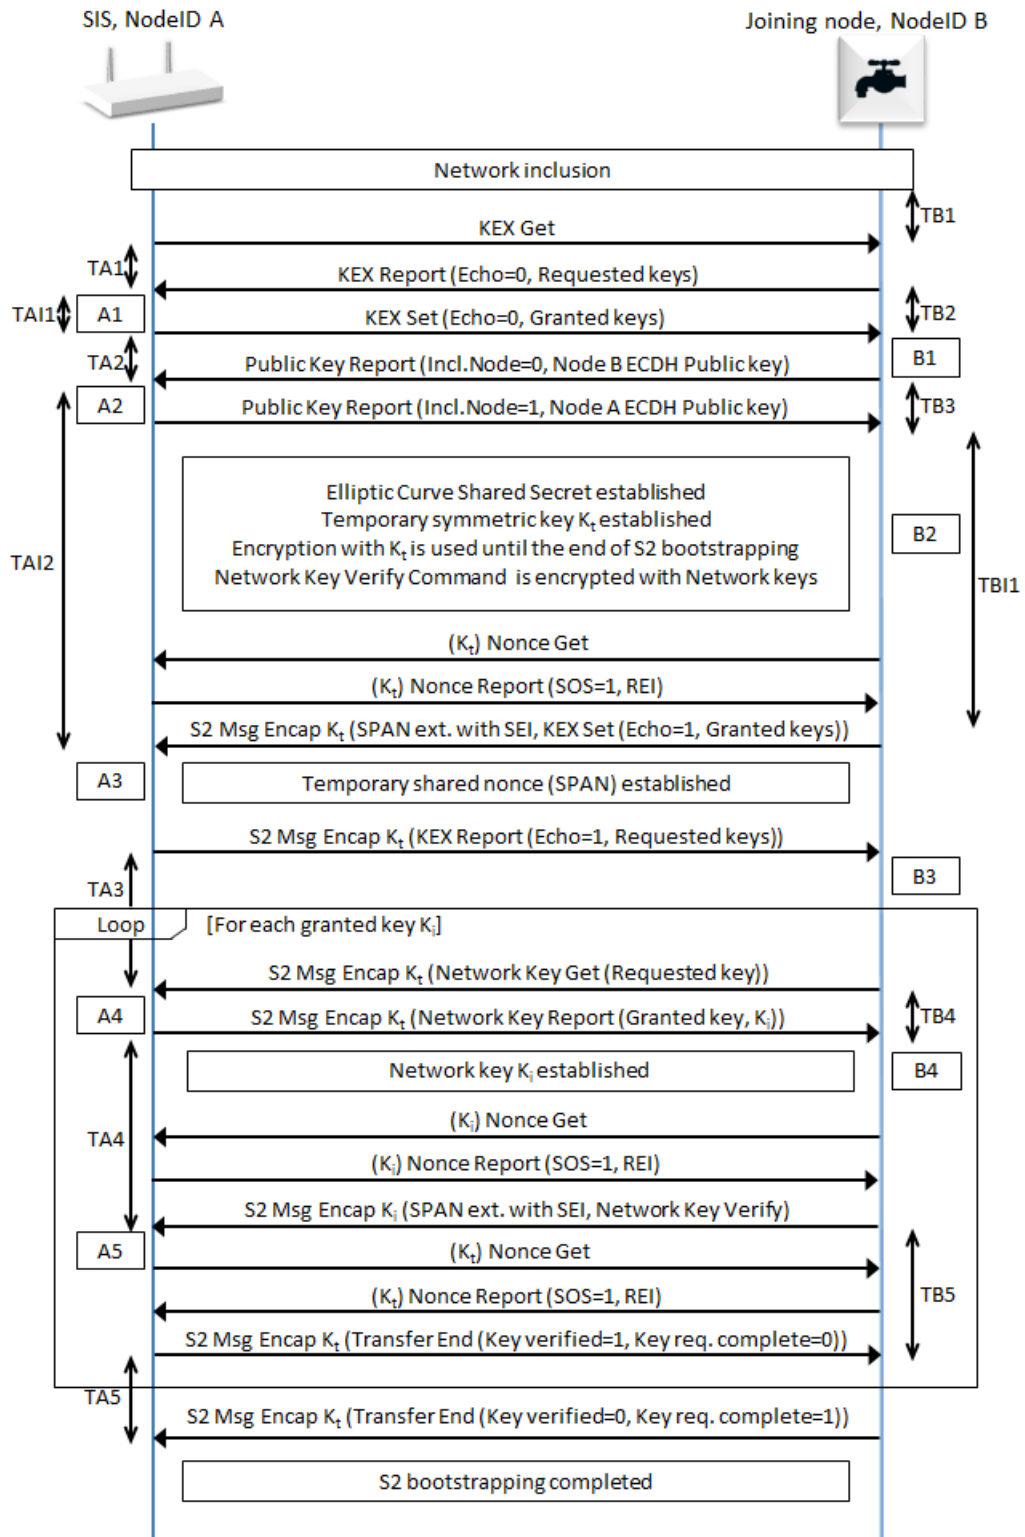 SIS, NodeID A
Joining node, NodeID B
Network inclusion
TB1
KEX Get
TA1
KEX Report (Echo=0, Requested keys)
TAI1
A1
TB2
KEX Set (Echo=0, Granted keys)
TA2
B1
Public Key Report (Incl.Node=0, Node B ECDH Public key)
A2
TB3
Public Key Report (Incl.Node=1, Node A ECDH Public key)
Elliptic Curve Shared Secret established
Temporary symmetric key Kt established
B2
Encryption with Kt is used until the end of S2 bootstrapping
TAI2
Network Key Verify Command is encrypted with Network keys
TBI1
(Kt) Nonce Get
(Kt) Nonce Report (SOS=1, REI)
S2 Msg Encap Kt (SPAN ext. with SEI, KEX Set (Echo=1, Granted keys))
A3
Temporary shared nonce (SPAN) established
S2 Msg Encap Kt (KEX Report (Echo=1, Requested keys))
B3
TA3
Loop
[For each granted key Ki]
S2 Msg Encap Kt (Network Key Get (Requested key))
A4
S2 Msg Encap Kt (Network Key Report (Granted key, Ki))
TB4
Network key Ki established
B4
(Ki) Nonce Get
TA4
(Ki) Nonce Report (SOS=1, REI)
S2 Msg Encap Ki (SPAN ext. with SEI, Network Key Verify)
A5
(Kt) Nonce Get
(Kt) Nonce Report (SOS=1, REI)
TB5
S2 Msg Encap Kt (Transfer End (Key verified=1, Key req. complete=0))
TA5
S2 Msg Encap Kt (Transfer End (Key verified=0, Key req. complete=1))
S2 bootstrapping completed